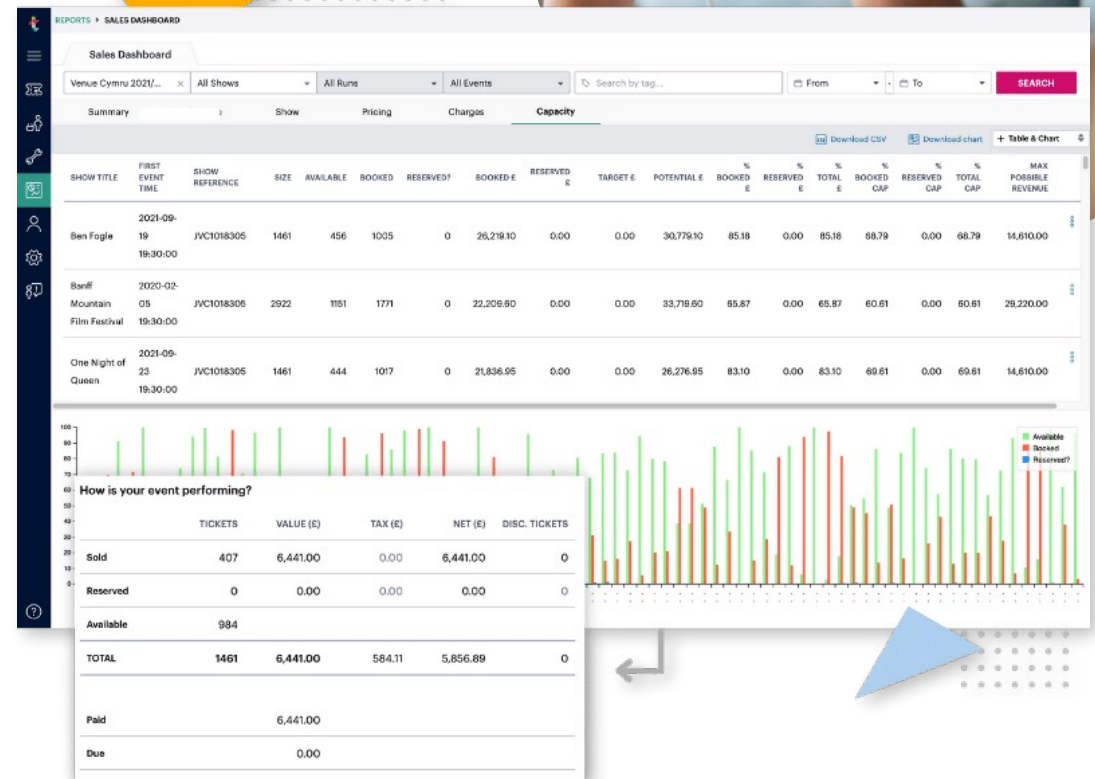 REPORTS › SALES DASHBOARD
Sales Dashboard
Venue Cymru 2021/... × All Shows All Runs All Events Search by tag... From - To SEARCH
Summary Show Pricing Charges Capacity
Download CSV Download chart + Table & Chart
SHOW TITLE FIRST EVENT TIME SHOW REFERENCE SIZE AVAILABLE BOOKED RESERVED? BOOKED £ RESERVED £ TARGET £ POTENTIAL £ % BOOKED £ % RESERVED £ % TOTAL £ % BOOKED CAP % RESERVED CAP % TOTAL CAP MAX POSSIBLE REVENUE
Ben Fogle 2021-09-19 19:30:00 JVC1018305 1461 456 1005 0 26,219.10 0.00 0.00 30,779.10 85.18 0.00 85.18 68.79 0.00 68.79 14,610.00
Banff Mountain Film Festival 2020-02-05 19:30:00 JVC1018305 2922 1151 1771 0 22,209.60 0.00 0.00 33,719.60 65.87 0.00 65.87 60.61 0.00 60.61 29,220.00
One Night of Queen 2021-09-23 19:30:00 JVC1018305 1461 444 1017 0 21,836.95 0.00 0.00 26,276.95 83.10 0.00 83.10 69.61 0.00 69.61 14,610.00
100
90
80
70
60
50
40
30
20
10
0
Available
Booked
Reserved?
How is your event performing?
TICKETS VALUE (£) TAX (£) NET (£) DISC. TICKETS
Sold 407 6,441.00 0.00 6,441.00 0
Reserved 0 0.00 0.00 0.00 0
Available 984
TOTAL 1461 6,441.00 584.11 5,856.89 0
Paid 6,441.00
Due 0.00